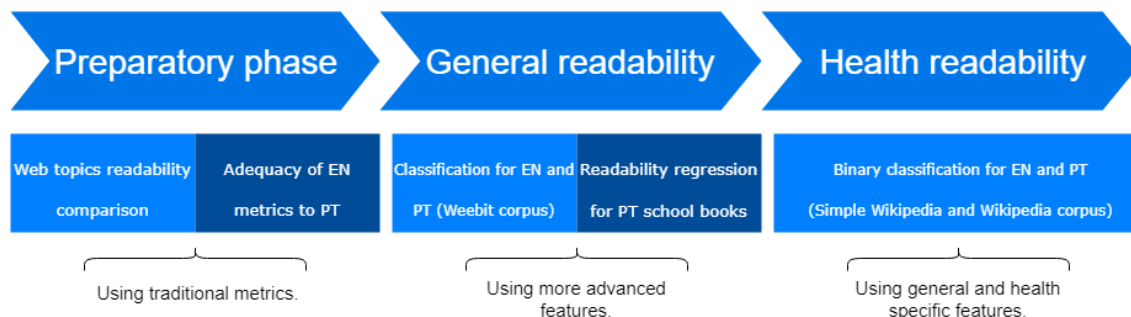 Preparatory phase
General readability
Health readability
Web topics readability
comparison
Adequacy of EN
metrics to PT
Classification for EN and
PT (Weebit corpus)
Readability regression
for PT school books
Binary classification for EN and PT
(Simple Wikipedia and Wikipedia corpus)
Using traditional metrics.
Using more advanced
features.
Using general and health
specific features.